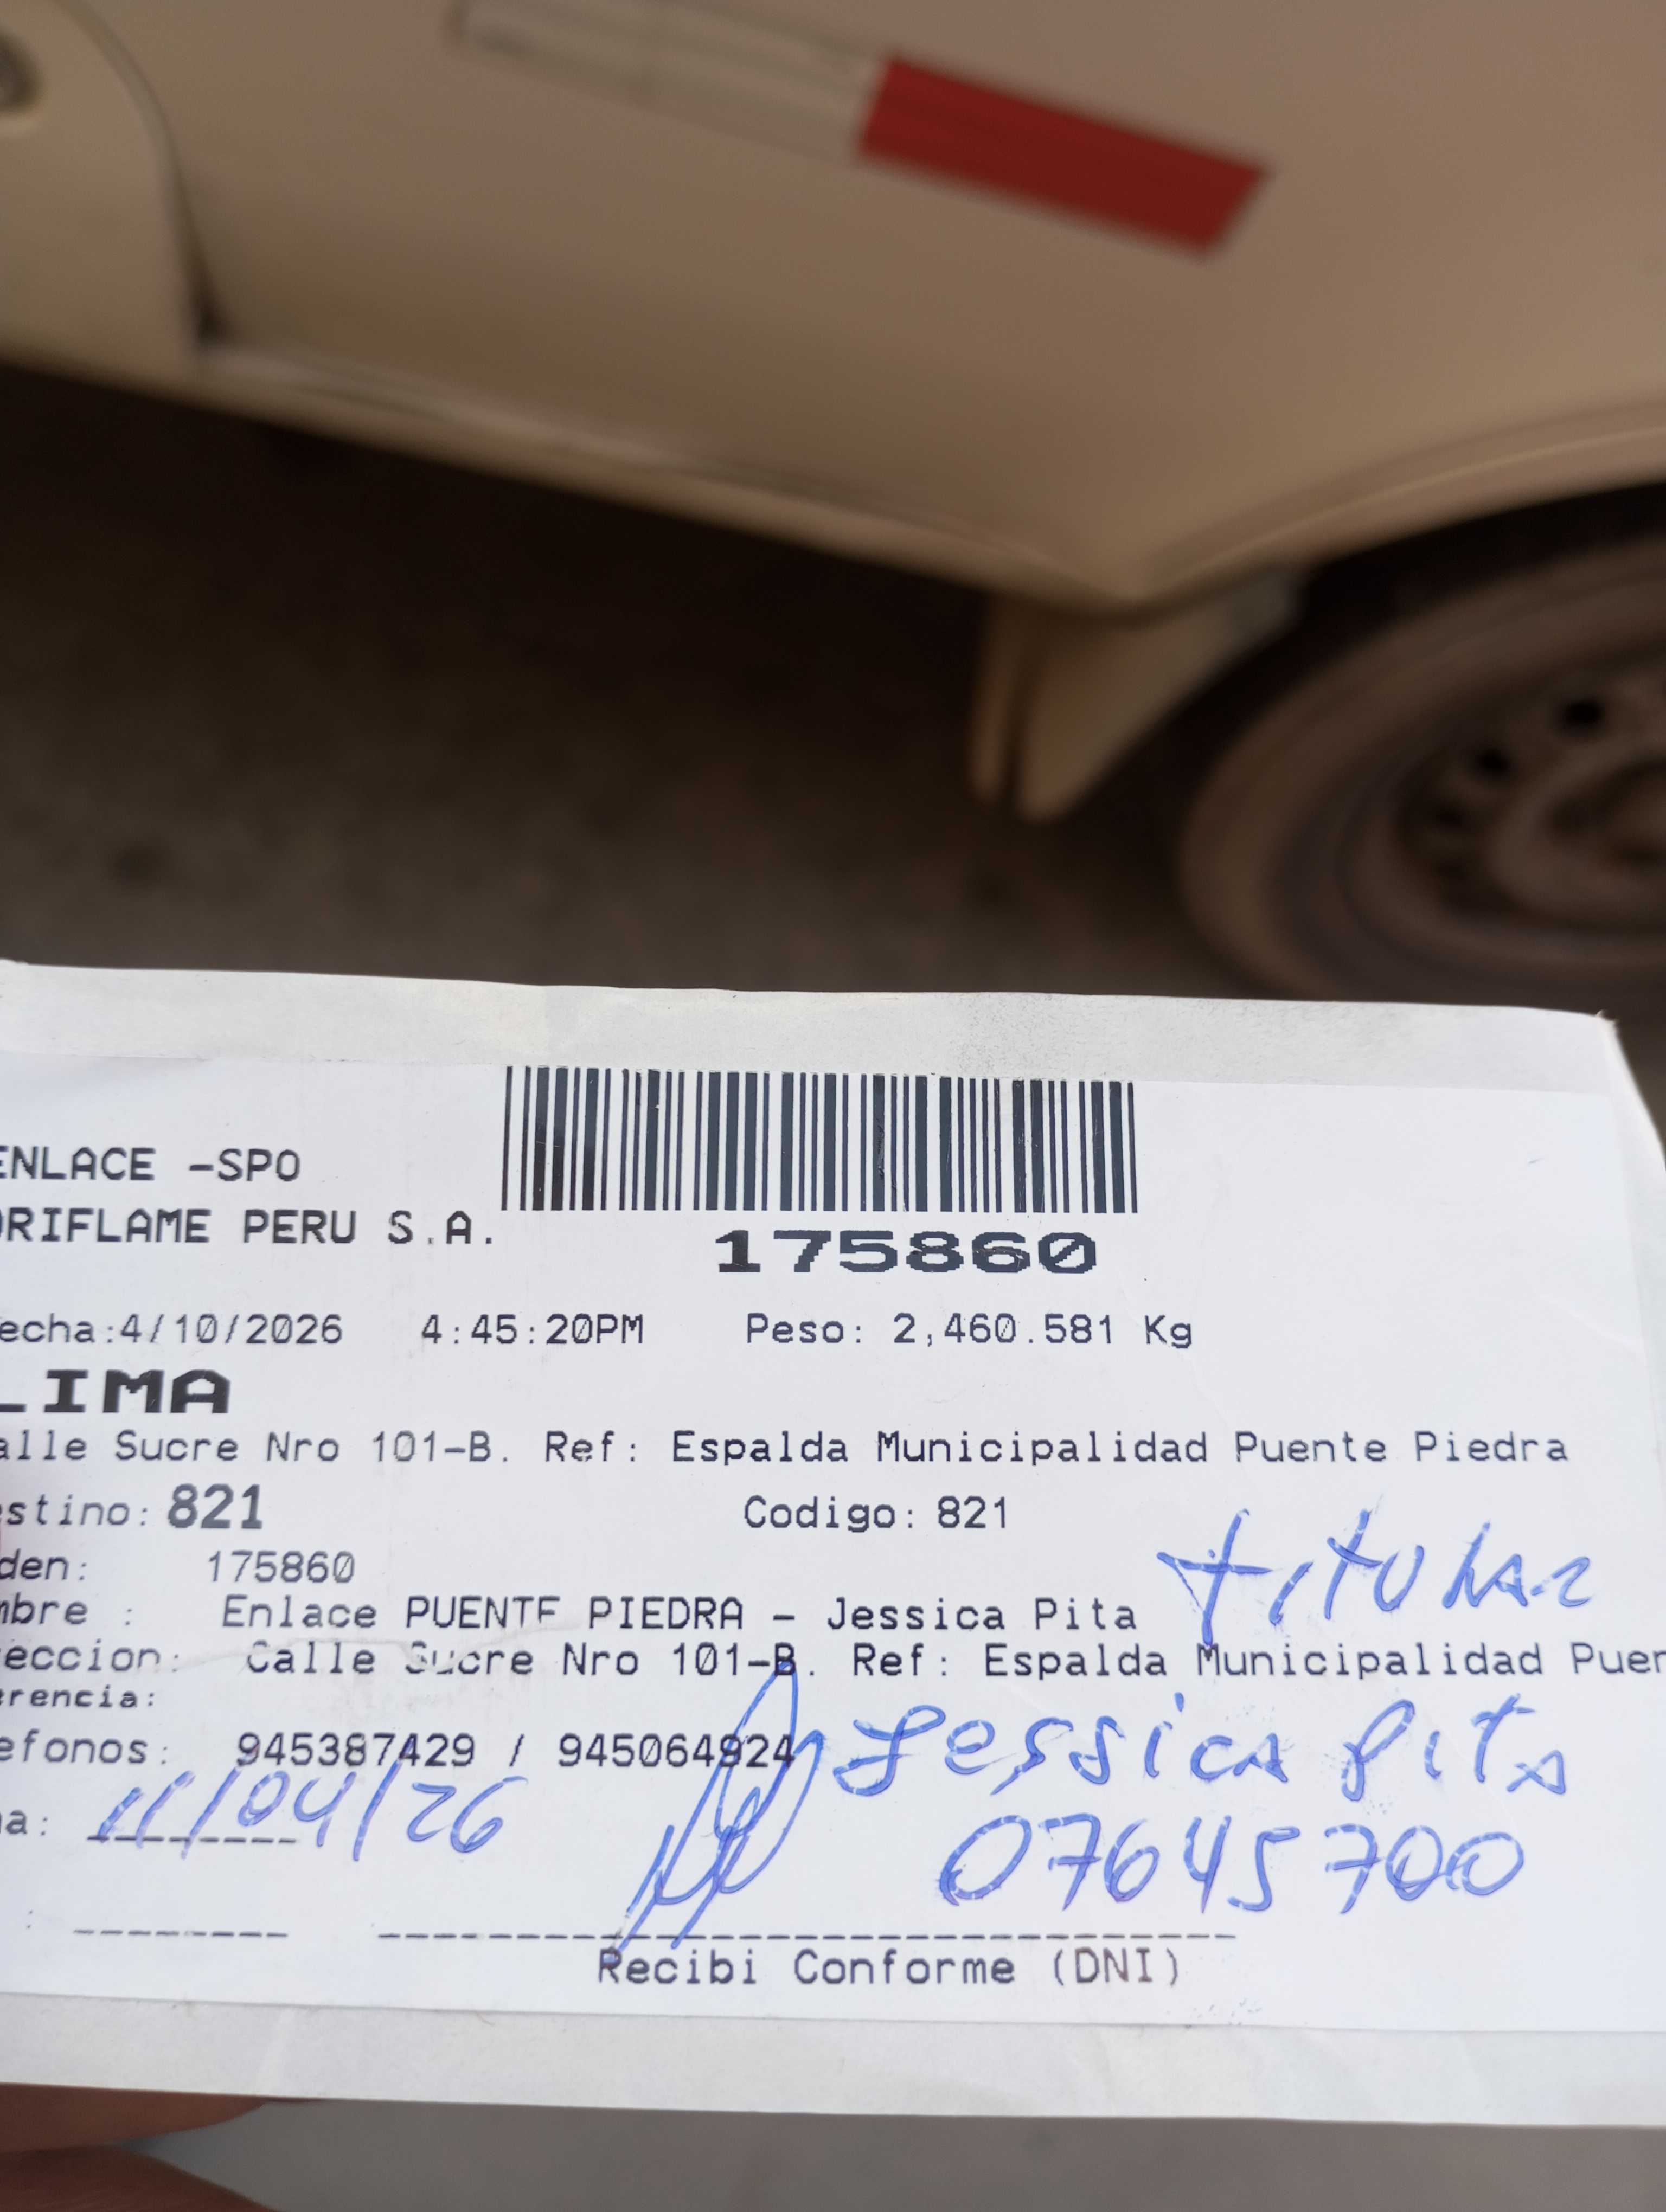 ENLACE -SPO
ORIFLAME PERU S.A.
175860
echa:4/10/2026 4:45:20PM Peso: 2,460.581 Kg
LIMA
alle Sucre Nro 101-B. Ref: Espalda Municipalidad Puente Piedra
estino: 821 Codigo: 821
titular
den: 175860
mbre : Enlace PUENTE PIEDRA - Jessica Pita
eccion: Calle Sucre Nro 101-B. Ref: Espalda Municipalidad Puen
erencia:
efonos: 945387429 / 945064924
Jessica Pita
ha: 11/04/26
07645700
:
Recibi Conforme (DNI)